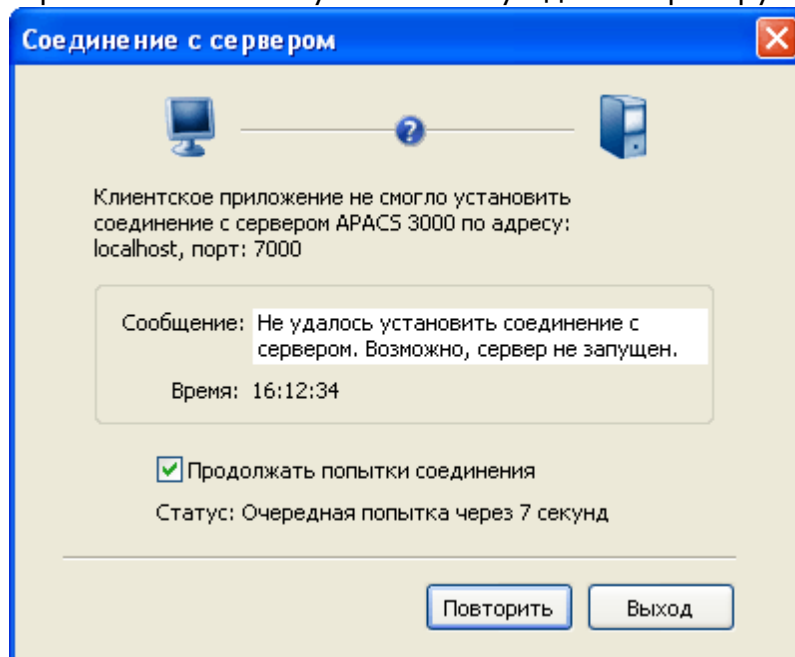 Соединение с сервером
Клиентское приложение не смогло установить
соединение с сервером APACS 3000 по адресу:
localhost, порт: 7000
Сообщение: Не удалось установить соединение с
сервером. Возможно, сервер не запущен.
Время: 16:12:34
Продолжать попытки соединения
Статус: Очередная попытка через 7 секунд
Повторить Выход